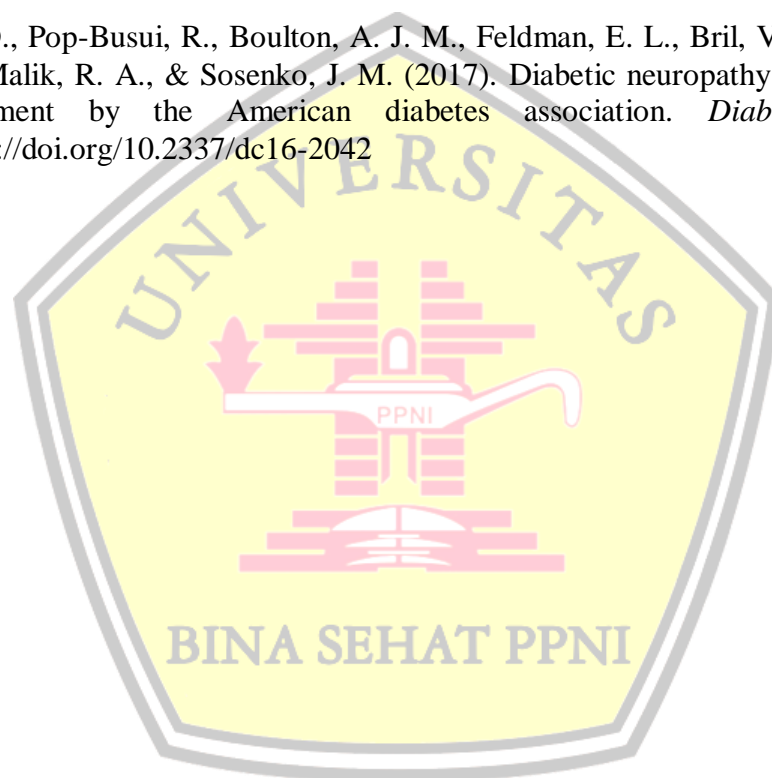 ., Pop-Busui, R., Boulton, A. J. M., Feldman, E. L., Bril, V
Malik, R. A., & Sosenko, J. M. (2017). Diabetic neuropathy
ment by the American diabetes association. Diab
://doi.org/10.2337/dc16-2042
UNIVERSITAS
PPNI
BINA SEHAT PPNI